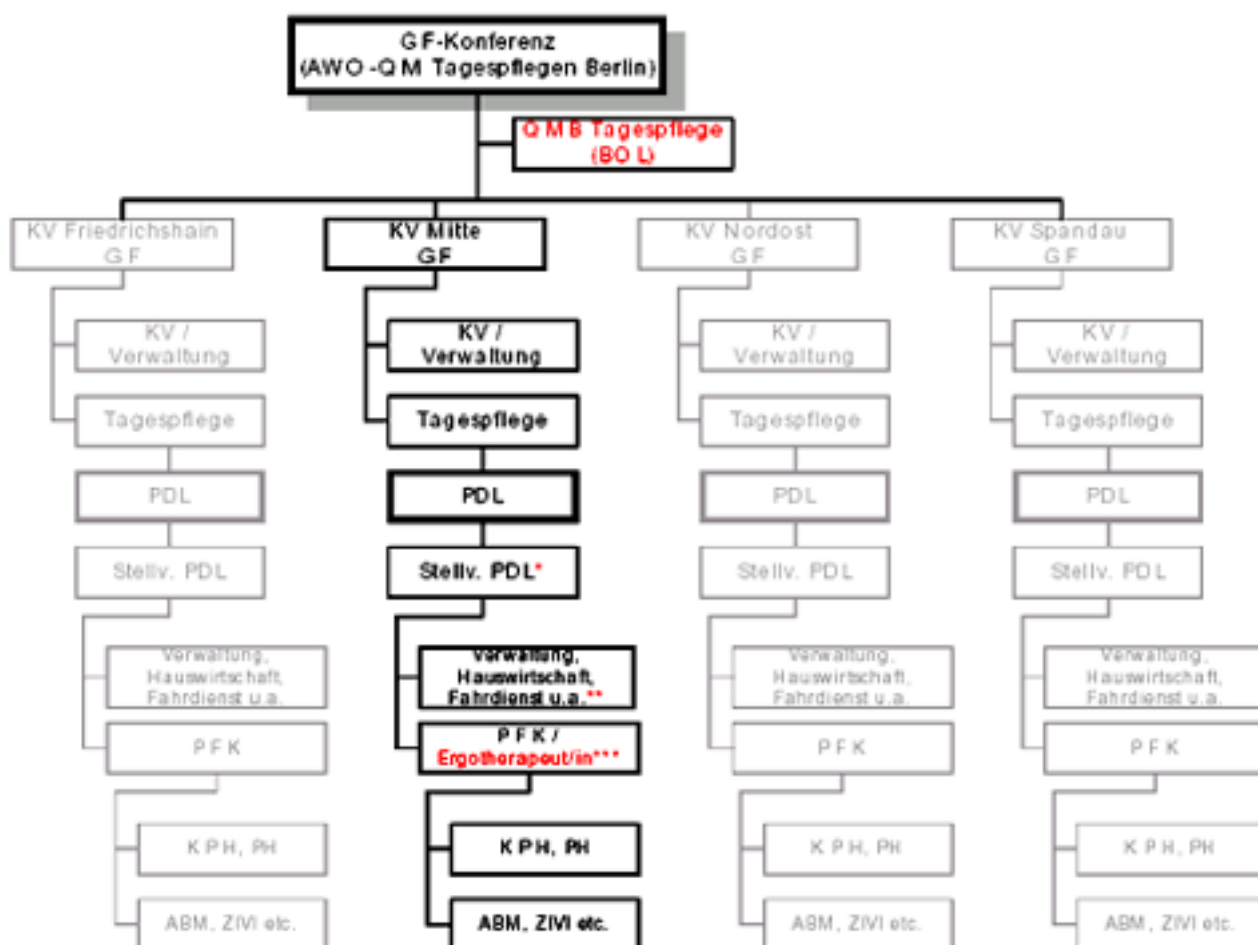 GF-Konferenz
(AWO-QM Tagespflegen Berlin)
QMB Tagespflege
(BOL)
KV Friedrichshain
GF
KV Mitte
GF
KV Nordost
GF
KV Spandau
GF
KV /
Verwaltung
KV /
Verwaltung
KV /
Verwaltung
KV /
Verwaltung
Tagespflege
Tagespflege
Tagespflege
Tagespflege
PDL
PDL
PDL
PDL
Stellv. PDL
Stellv. PDL*
Stellv. PDL
Stellv. PDL
Verwaltung,
Hauswirtschaft,
Fahrdienst u.a.
Verwaltung,
Hauswirtschaft,
Fahrdienst u.a.**
Verwaltung,
Hauswirtschaft,
Fahrdienst u.a.
Verwaltung,
Hauswirtschaft,
Fahrdienst u.a.
PFK
PFK /
Ergotherapeut/in***
PFK
PFK
KPH, PH
KPH, PH
KPH, PH
KPH, PH
ABM, ZIVI etc.
ABM, ZIVI etc.
ABM, ZIVI etc.
ABM, ZIVI etc.